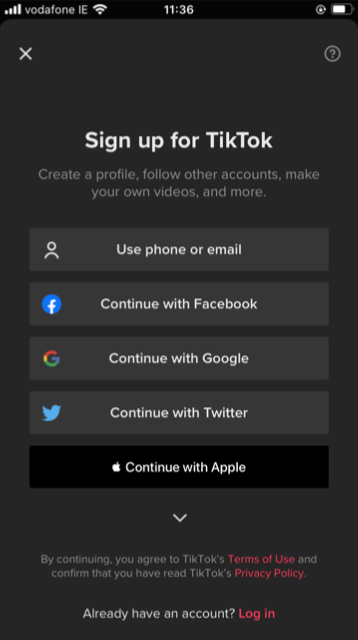 vodafone IE 11:36
Sign up for TikTok
Create a profile, follow other accounts, make
your own videos, and more.
Use phone or email
Continue with Facebook
Continue with Google
Continue with Twitter
Continue with Apple
By continuing, you agree to TikTok's Terms of Use and
confirm that you have read TikTok's Privacy Policy.
Already have an account? Log in